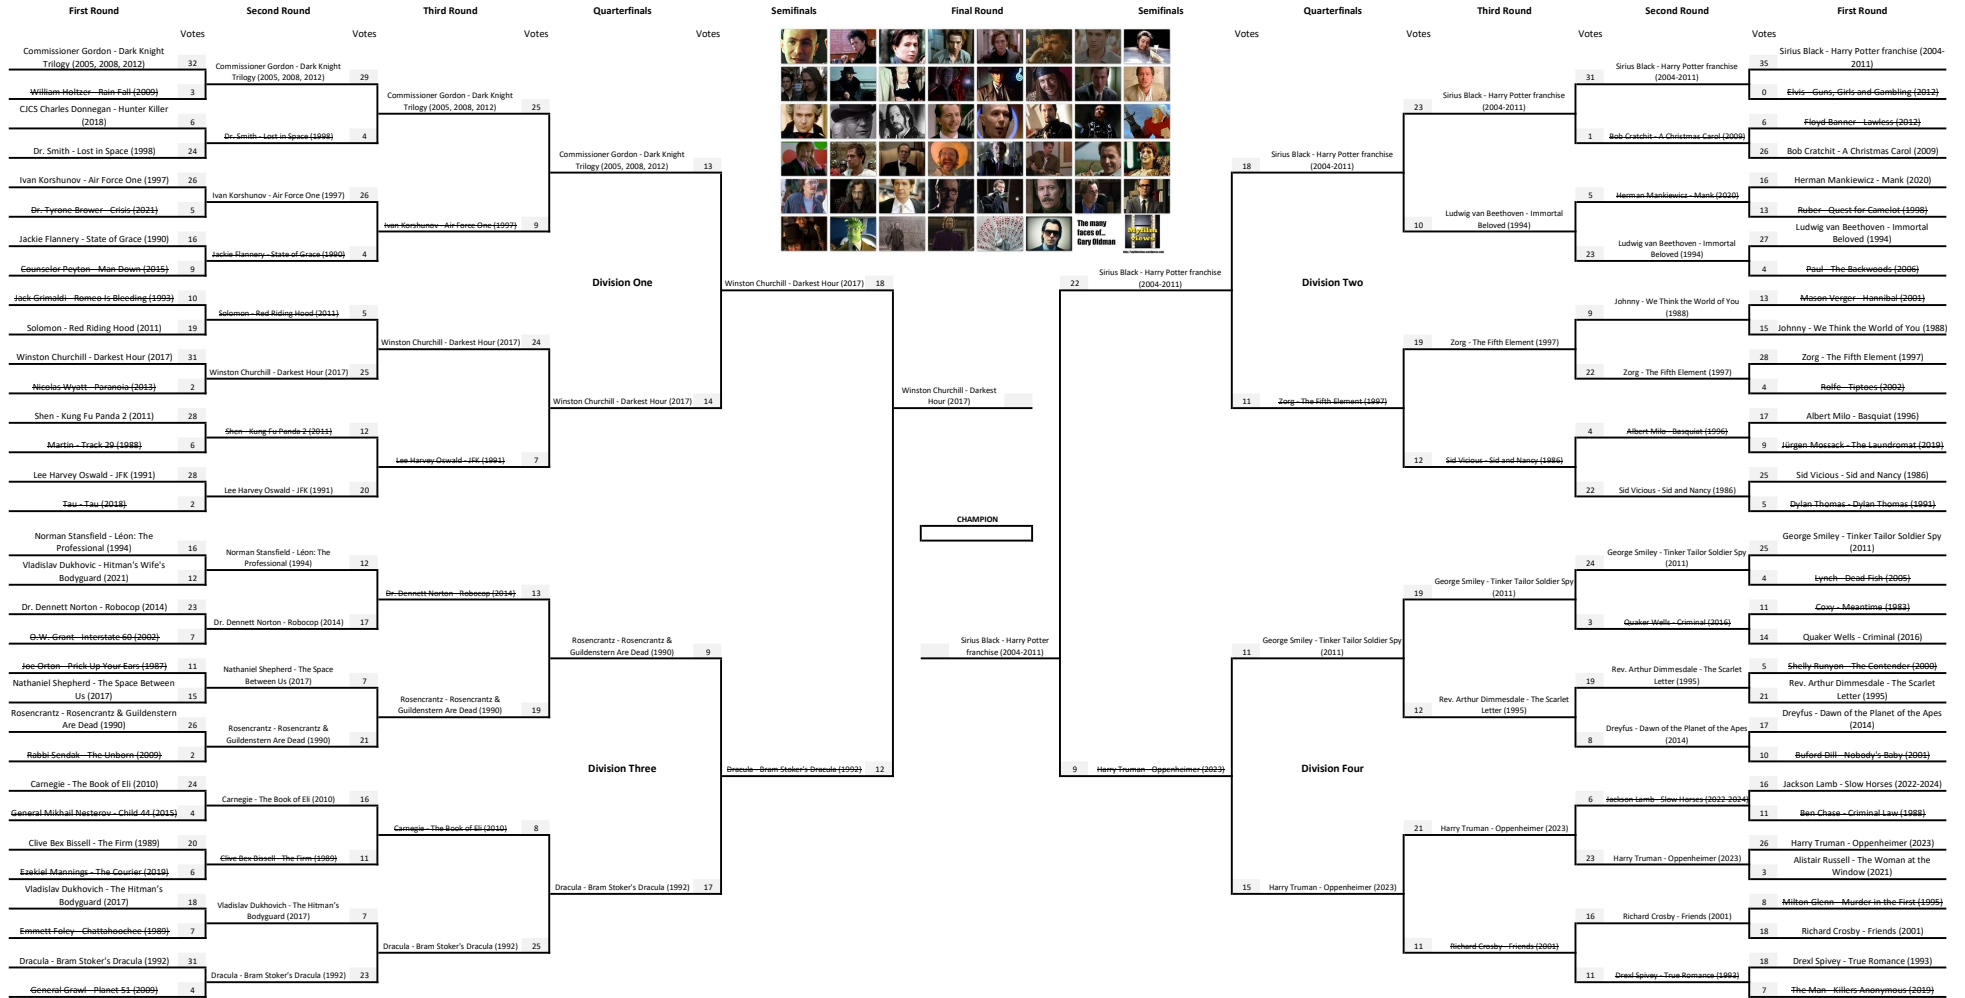 First Round
Second Round
Third Round
Quarterfinals
Semifinals
Final Round
Semifinals
Quarterfinals
Third Round
Second Round
First Round
Votes
Votes
Votes
Votes
Votes
Votes
Votes
Votes
Commissioner Gordon - Dark Knight
Trilogy (2005, 2008, 2012)
32
William Holtzer - Rain Fall (2009)
3
CJCS Charles Donnegan - Hunter Killer
(2018)
6
Dr. Smith - Lost in Space (1998)
24
Ivan Korshunov - Air Force One (1997)
26
Dr. Tyrone Brower - Crisis (2021)
5
Jackie Flannery - State of Grace (1990)
16
Counselor Peyton - Man Down (2015)
9
Jack Grimaldi - Romeo Is Bleeding (1993)
10
Solomon - Red Riding Hood (2011)
19
Winston Churchill - Darkest Hour (2017)
31
Nicolas Wyatt - Paranoia (2013)
2
Shen - Kung Fu Panda 2 (2011)
28
Martin - Track 29 (1988)
6
Lee Harvey Oswald - JFK (1991)
28
Tau - Tau (2018)
2
Norman Stansfield - Léon: The
Professional (1994)
16
Vladislav Dukhovic - Hitman's Wife's
Bodyguard (2021)
12
Dr. Dennett Norton - Robocop (2014)
23
O.W. Grant - Interstate 60 (2002)
7
Joe Orton - Prick Up Your Ears (1987)
11
Nathaniel Shepherd - The Space Between
Us (2017)
15
Rosencrantz - Rosencrantz & Guildenstern
Are Dead (1990)
26
Rabbi Sendak - The Unborn (2009)
2
Carnegie - The Book of Eli (2010)
24
General Mikhail Nesterov - Child 44 (2015)
4
Clive Bex Bissell - The Firm (1989)
20
Ezekiel Mannings - The Courier (2019)
6
Vladislav Dukhovich - The Hitman's
Bodyguard (2017)
18
Emmett Foley - Chattahoochee (1989)
7
Dracula - Bram Stoker's Dracula (1992)
31
General Grawl - Planet 51 (2009)
4
Commissioner Gordon - Dark Knight
Trilogy (2005, 2008, 2012)
29
Dr. Smith - Lost in Space (1998)
4
Ivan Korshunov - Air Force One (1997)
26
Jackie Flannery - State of Grace (1990)
4
Solomon - Red Riding Hood (2011)
5
Winston Churchill - Darkest Hour (2017)
25
Shen - Kung Fu Panda 2 (2011)
12
Lee Harvey Oswald - JFK (1991)
20
Norman Stansfield - Léon: The
Professional (1994)
12
Dr. Dennett Norton - Robocop (2014)
17
Nathaniel Shepherd - The Space
Between Us (2017)
7
Rosencrantz - Rosencrantz &
Guildenstern Are Dead (1990)
21
Carnegie - The Book of Eli (2010)
16
Clive Bex Bissell - The Firm (1989)
11
Vladislav Dukhovich - The Hitman's
Bodyguard (2017)
7
Dracula - Bram Stoker's Dracula (1992)
23
Commissioner Gordon - Dark Knight
Trilogy (2005, 2008, 2012)
25
Ivan Korshunov - Air Force One (1997)
9
Winston Churchill - Darkest Hour (2017)
24
Lee Harvey Oswald - JFK (1991)
7
Dr. Dennett Norton - Robocop (2014)
13
Rosencrantz - Rosencrantz &
Guildenstern Are Dead (1990)
19
Carnegie - The Book of Eli (2010)
8
Dracula - Bram Stoker's Dracula (1992)
25
Commissioner Gordon - Dark Knight
Trilogy (2005, 2008, 2012)
13
Division One
Winston Churchill - Darkest Hour (2017)
14
Rosencrantz - Rosencrantz &
Guildenstern Are Dead (1990)
9
Division Three
Dracula - Bram Stoker's Dracula (1992)
17
Winston Churchill - Darkest Hour (2017)
18
Dracula - Bram Stoker's Dracula (1992)
12
The many
faces of...
Gary Oldman
Myfilm
views
Winston Churchill - Darkest
Hour (2017)
CHAMPION
Sirius Black - Harry Potter
franchise (2004-2011)
Sirius Black - Harry Potter franchise
(2004-2011)
22
9
Harry Truman - Oppenheimer (2023)
18
Sirius Black - Harry Potter franchise
(2004-2011)
Division Two
11
Zorg - The Fifth Element (1997)
11
George Smiley - Tinker Tailor Soldier Spy
(2011)
Division Four
15
Harry Truman - Oppenheimer (2023)
23
Sirius Black - Harry Potter franchise
(2004-2011)
10
Ludwig van Beethoven - Immortal
Beloved (1994)
19
Zorg - The Fifth Element (1997)
12
Sid Vicious - Sid and Nancy (1986)
19
George Smiley - Tinker Tailor Soldier Spy
(2011)
12
Rev. Arthur Dimmesdale - The Scarlet
Letter (1995)
21
Harry Truman - Oppenheimer (2023)
11
Richard Crosby - Friends (2001)
31
Sirius Black - Harry Potter franchise
(2004-2011)
1
Bob Cratchit - A Christmas Carol (2009)
5
Herman Mankiewicz - Mank (2020)
23
Ludwig van Beethoven - Immortal
Beloved (1994)
9
Johnny - We Think the World of You
(1988)
22
Zorg - The Fifth Element (1997)
4
Albert Milo - Basquiat (1996)
22
Sid Vicious - Sid and Nancy (1986)
24
George Smiley - Tinker Tailor Soldier Spy
(2011)
3
Quaker Wells - Criminal (2016)
19
Rev. Arthur Dimmesdale - The Scarlet
Letter (1995)
8
Dreyfus - Dawn of the Planet of the Apes
(2014)
6
Jackson Lamb - Slow Horses (2022-2024)
23
Harry Truman - Oppenheimer (2023)
16
Richard Crosby - Friends (2001)
11
Drexl Spivey - True Romance (1993)
35
Sirius Black - Harry Potter franchise (2004-
2011)
0
Elvis - Guns, Girls and Gambling (2012)
6
Floyd Banner - Lawless (2012)
26
Bob Cratchit - A Christmas Carol (2009)
16
Herman Mankiewicz - Mank (2020)
13
Ruber - Quest for Camelot (1998)
27
Ludwig van Beethoven - Immortal
Beloved (1994)
4
Paul - The Backwoods (2006)
13
Mason Verger - Hannibal (2001)
15
Johnny - We Think the World of You (1988)
28
Zorg - The Fifth Element (1997)
4
Rolfe - Tiptoes (2002)
17
Albert Milo - Basquiat (1996)
9
Jürgen Mossack - The Laundromat (2019)
25
Sid Vicious - Sid and Nancy (1986)
5
Dylan Thomas - Dylan Thomas (1991)
25
George Smiley - Tinker Tailor Soldier Spy
(2011)
4
Lynch - Dead Fish (2005)
11
Coxy - Meantime (1983)
14
Quaker Wells - Criminal (2016)
5
Shelly Runyon - The Contender (2000)
21
Rev. Arthur Dimmesdale - The Scarlet
Letter (1995)
17
Dreyfus - Dawn of the Planet of the Apes
(2014)
10
Buford Dill - Nobody's Baby (2001)
16
Jackson Lamb - Slow Horses (2022-2024)
11
Ben Chase - Criminal Law (1988)
26
Harry Truman - Oppenheimer (2023)
3
Alistair Russell - The Woman at the
Window (2021)
8
Milton Glenn - Murder in the First (1995)
18
Richard Crosby - Friends (2001)
18
Drexl Spivey - True Romance (1993)
7
The Man - Killers Anonymous (2019)